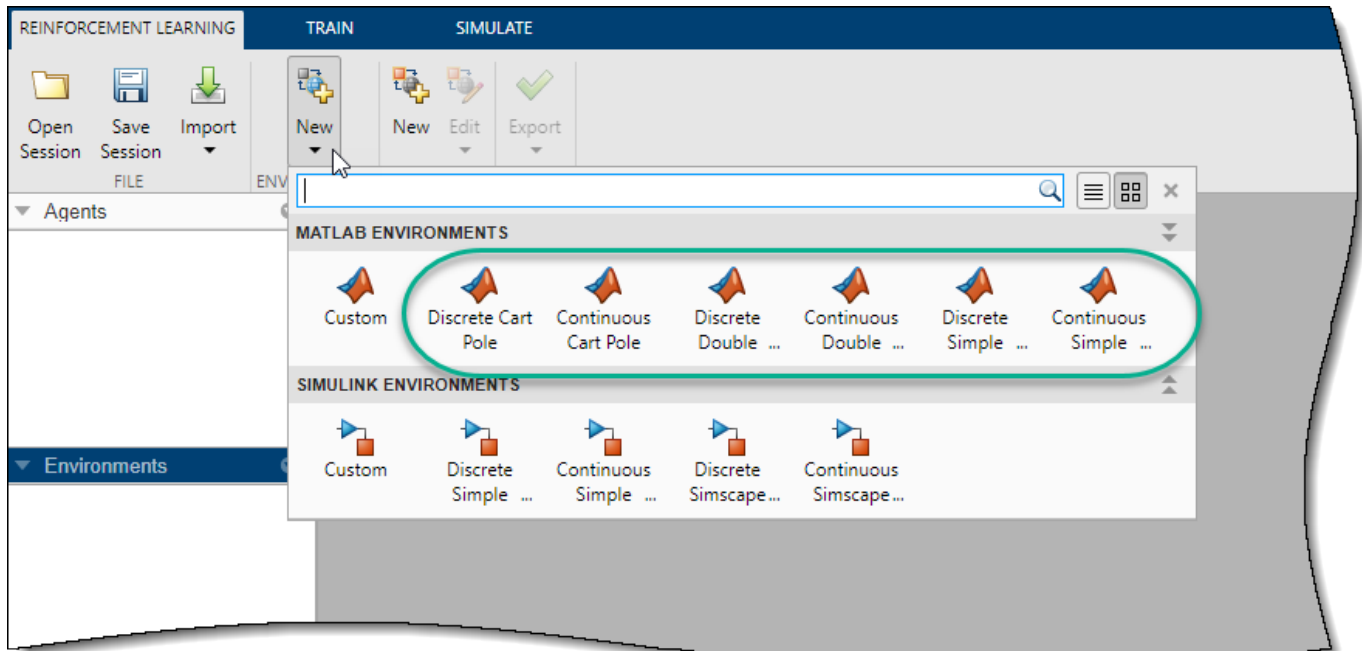 REINFORCEMENT LEARNING TRAIN SIMULATE
Open Session
Save Session
Import
New
New
Edit
Export
FILE
ENV
Agents
MATLAB ENVIRONMENTS
Custom
Discrete Cart Pole
Continuous Cart Pole
Discrete Double ...
Continuous Double ...
Discrete Simple ...
Continuous Simple ...
SIMULINK ENVIRONMENTS
Custom
Discrete Simple ...
Continuous Simple ...
Discrete Simscape...
Continuous Simscape...
Environments